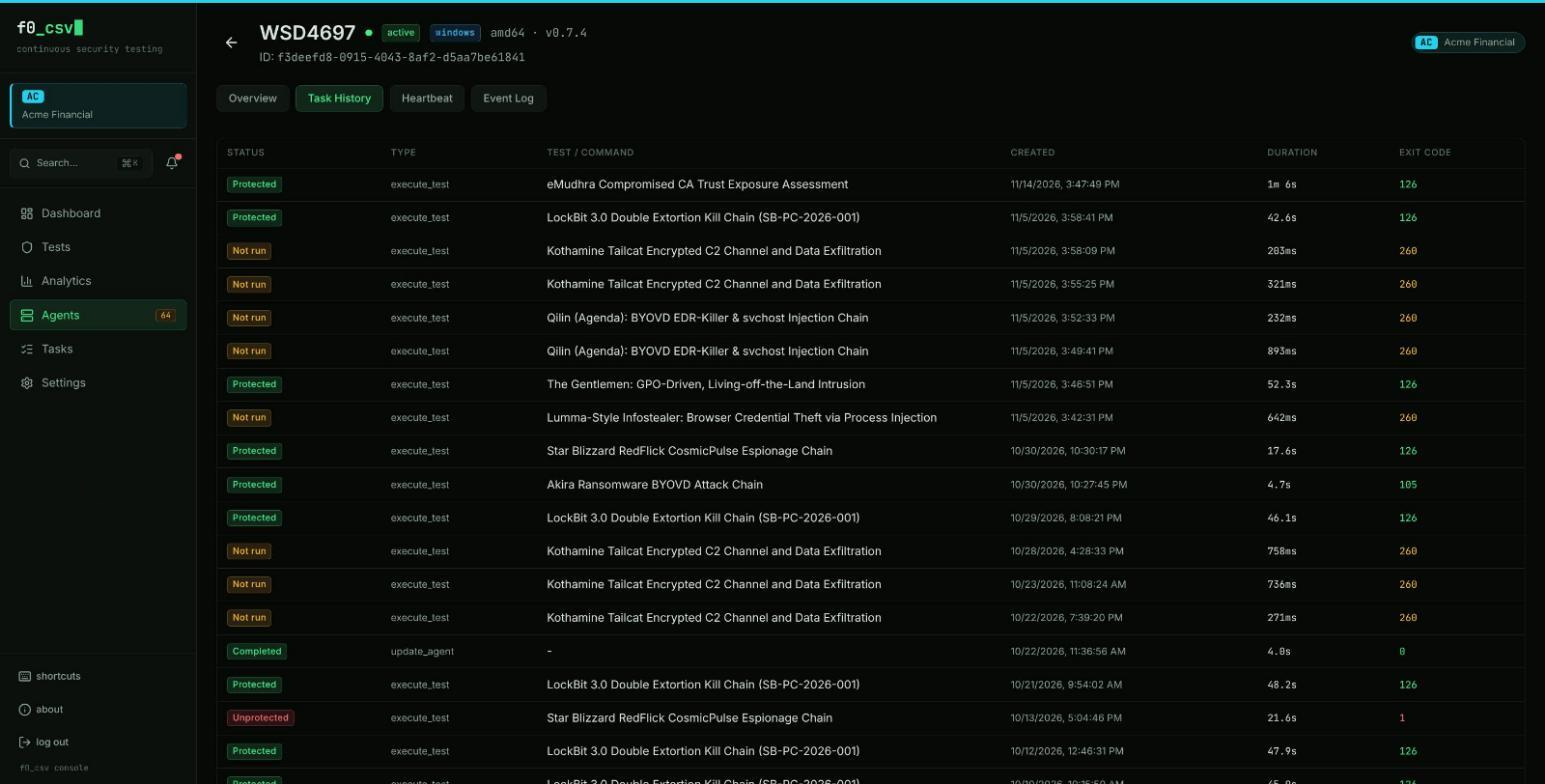 f0_csv
continuous security testing
AC
Acme Financial
Search... ⌘K
Dashboard
Tests
Analytics
Agents 64
Tasks
Settings
shortcuts
about
log out
f0_csv console
WSD4697 active windows amd64 · v0.7.4
ID: f3deefd8-0915-4043-8af2-d5aa7be61841
AC Acme Financial
Overview Task History Heartbeat Event Log
STATUS TYPE TEST / COMMAND CREATED DURATION EXIT CODE
Protected execute_test eMudhra Compromised CA Trust Exposure Assessment 11/14/2026, 3:47:49 PM 1m 6s 126
Protected execute_test LockBit 3.0 Double Extortion Kill Chain (SB-PC-2026-001) 11/5/2026, 3:58:41 PM 42.6s 126
Not run execute_test Kothamine Tailcat Encrypted C2 Channel and Data Exfiltration 11/5/2026, 3:58:09 PM 203ms 260
Not run execute_test Kothamine Tailcat Encrypted C2 Channel and Data Exfiltration 11/5/2026, 3:55:25 PM 321ms 260
Not run execute_test Qilin (Agenda): BYOVD EDR-Killer & svchost Injection Chain 11/5/2026, 3:52:33 PM 232ms 260
Not run execute_test Qilin (Agenda): BYOVD EDR-Killer & svchost Injection Chain 11/5/2026, 3:49:41 PM 893ms 260
Protected execute_test The Gentlemen: GPO-Driven, Living-off-the-Land Intrusion 11/5/2026, 3:46:51 PM 52.3s 126
Not run execute_test Lumma-Style Infostealer: Browser Credential Theft via Process Injection 11/5/2026, 3:42:31 PM 642ms 260
Protected execute_test Star Blizzard RedFlick CosmicPulse Espionage Chain 10/30/2026, 10:30:17 PM 17.6s 126
Protected execute_test Akira Ransomware BYOVD Attack Chain 10/30/2026, 10:27:45 PM 4.7s 105
Protected execute_test LockBit 3.0 Double Extortion Kill Chain (SB-PC-2026-001) 10/29/2026, 8:08:21 PM 46.1s 126
Not run execute_test Kothamine Tailcat Encrypted C2 Channel and Data Exfiltration 10/28/2026, 4:28:33 PM 758ms 260
Not run execute_test Kothamine Tailcat Encrypted C2 Channel and Data Exfiltration 10/23/2026, 11:08:24 AM 736ms 260
Not run execute_test Kothamine Tailcat Encrypted C2 Channel and Data Exfiltration 10/22/2026, 7:39:20 PM 271ms 260
Completed update_agent - 10/22/2026, 11:36:56 AM 4.0s 0
Protected execute_test LockBit 3.0 Double Extortion Kill Chain (SB-PC-2026-001) 10/21/2026, 9:54:02 AM 48.2s 126
Unprotected execute_test Star Blizzard RedFlick CosmicPulse Espionage Chain 10/13/2026, 5:04:46 PM 21.6s 1
Protected execute_test LockBit 3.0 Double Extortion Kill Chain (SB-PC-2026-001) 10/12/2026, 12:46:31 PM 47.9s 126
Protected execute_test LockBit 3.0 Double Extortion Kill Chain (SB-PC-2026-001)